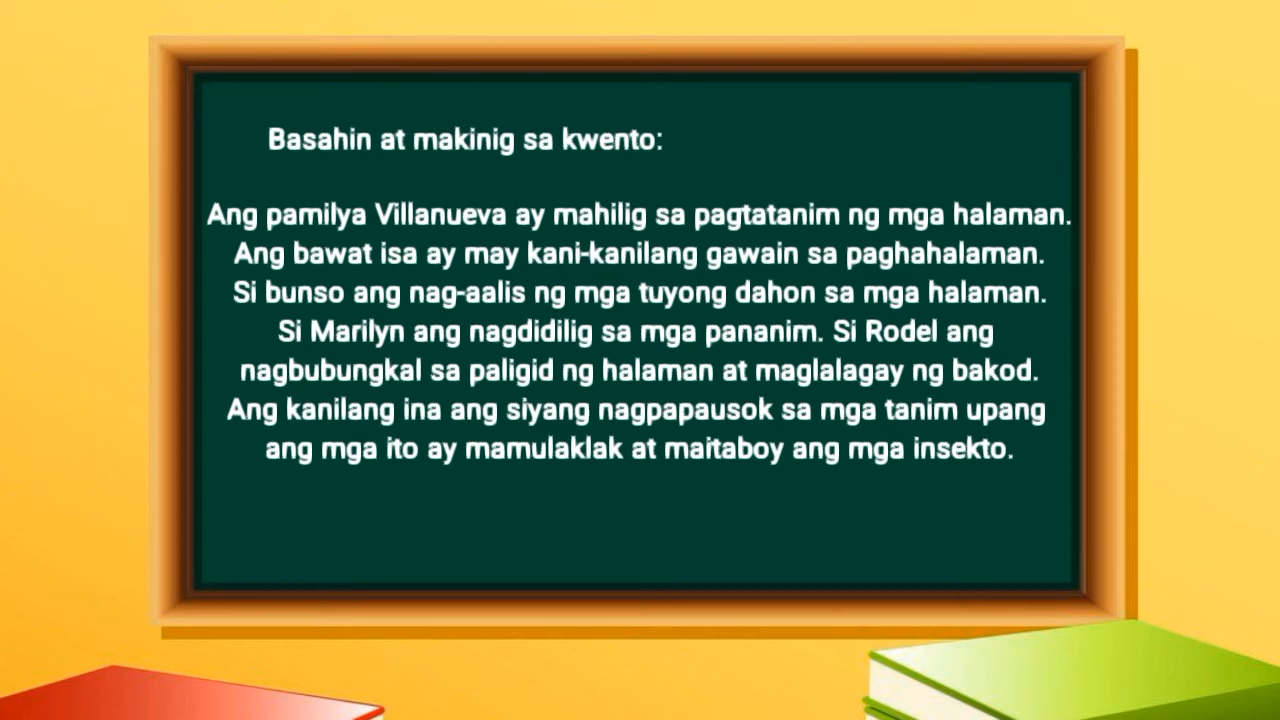 Basahin at makinig sa kwento:
Ang pamilya Villanueva ay mahilig sa pagtatanim ng mga halaman.
Ang bawat isa ay may kani-kanilang gawain sa paghahalaman.
Si bunso ang nag-aalis ng mga tuyong dahon sa mga halaman.
Si Marilyn ang nagdidilig sa mga pananim. Si Rodel ang
nagbubungkal sa paligid ng halaman at maglalagay ng bakod.
Ang kanilang ina ang siyang nagpapausok sa mga tanim upang
ang mga ito ay mamulaklak at maitaboy ang mga insekto.